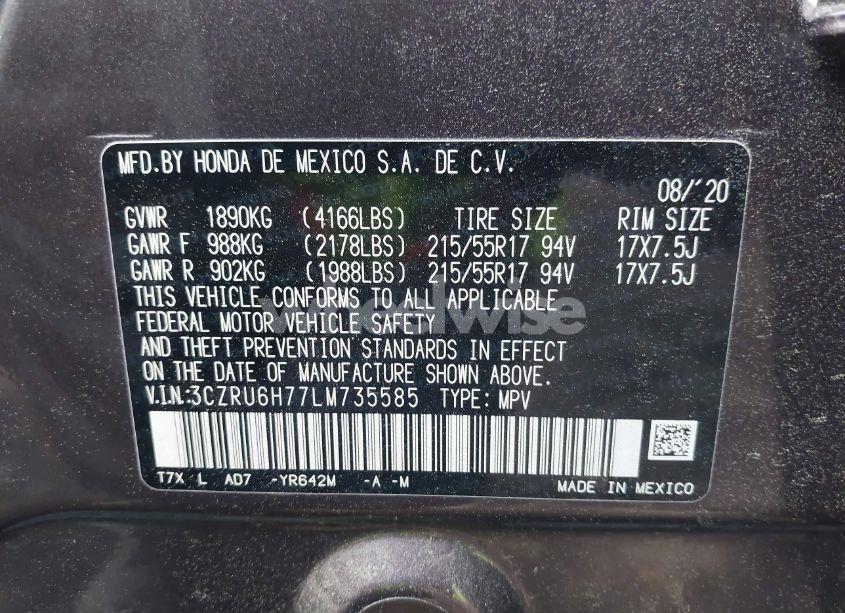 MFD.BY HONDA DE MEXICO S.A. DE C.V.
08/'20
GVWR 1890KG (4166LBS) TIRE SIZE RIM SIZE
GAWR F 988KG (2178LBS) 215/55R17 94V 17X7.5J
GAWR R 902KG (1988LBS) 215/55R17 94V 17X7.5J
THIS VEHICLE CONFORMS TO ALL APPLICABLE
FEDERAL MOTOR VEHICLE SAFETY
AND THEFT PREVENTION STANDARDS IN EFFECT
ON THE DATE OF MANUFACTURE SHOWN ABOVE.
V.I.N:3CZRU6H77LM735585 TYPE: MPV
T7X L AD7 -YR642M -A -M
MADE IN MEXICO
wheelwise